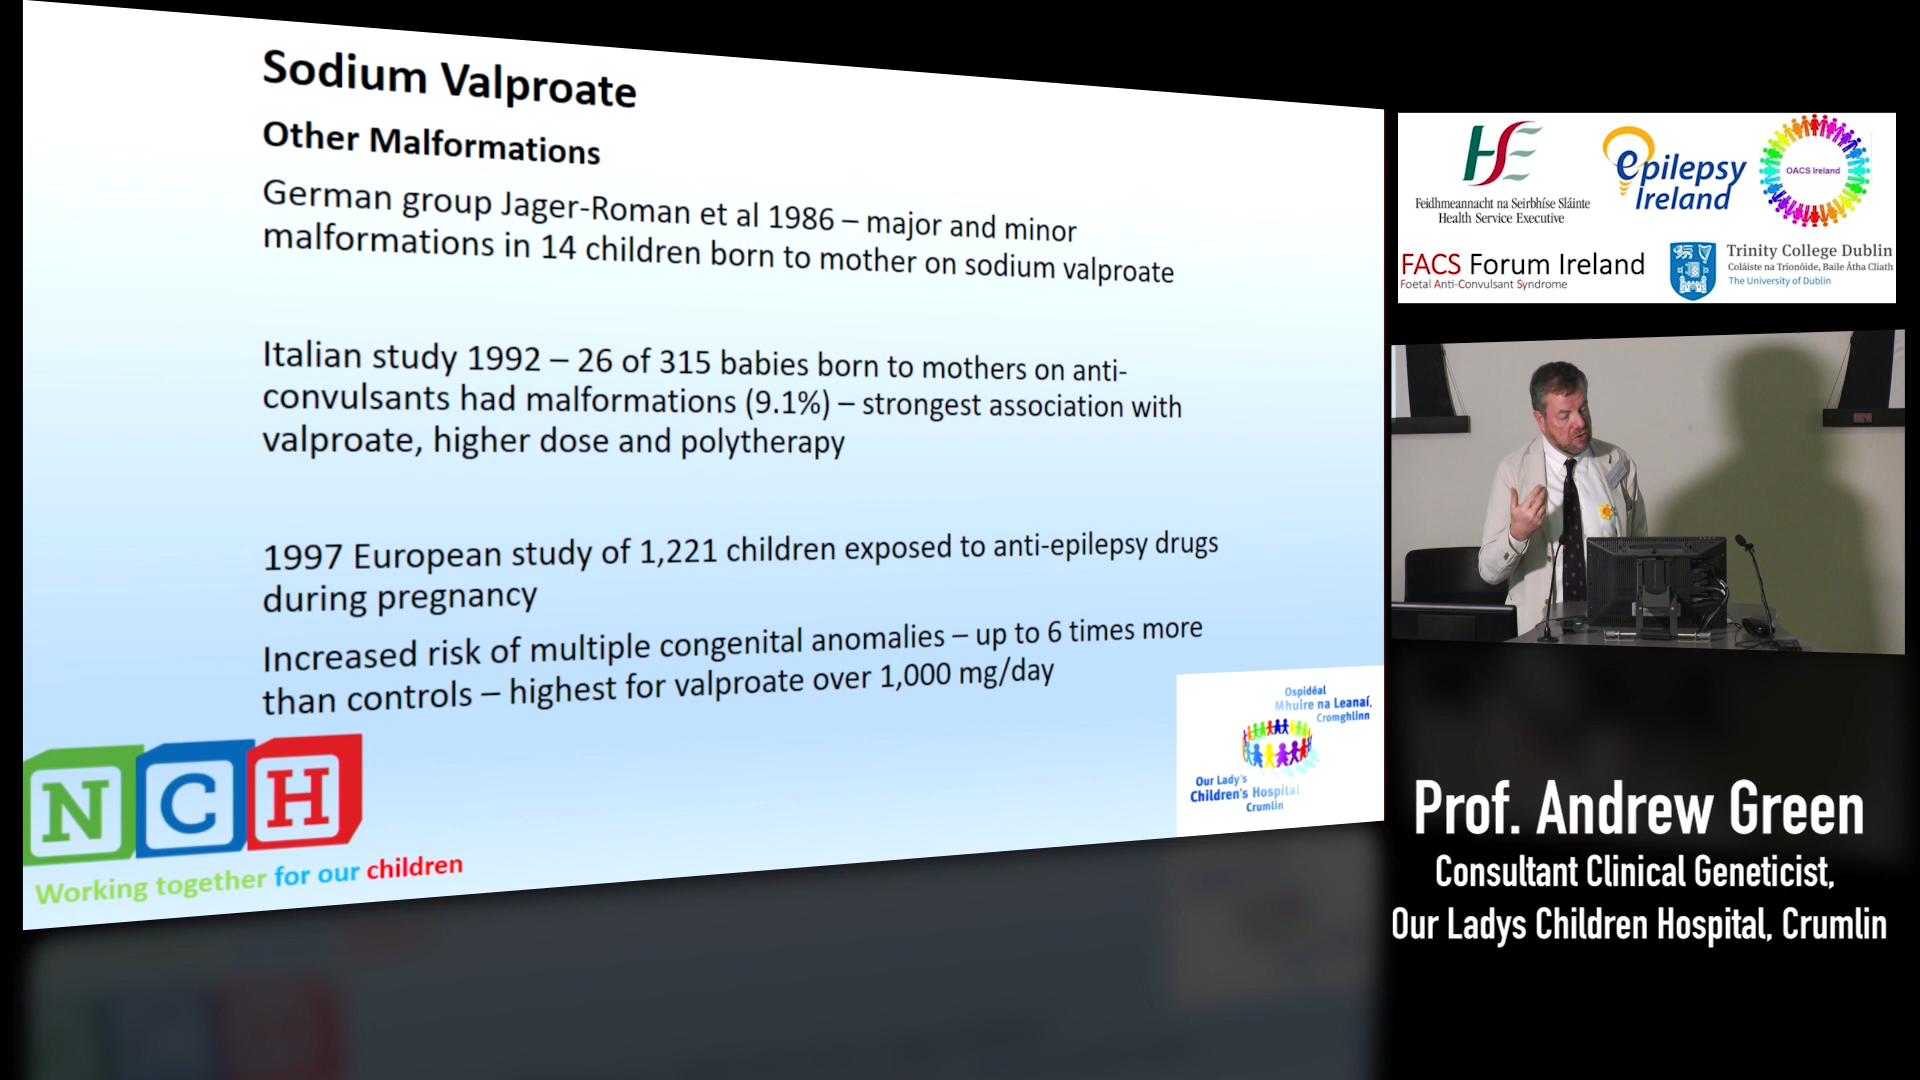 Sodium Valproate
Other Malformations
German group Jager-Roman et al 1986 – major and minor
malformations in 14 children born to mother on sodium valproate
Italian study 1992 – 26 of 315 babies born to mothers on anti-
convulsants had malformations (9.1%) – strongest association with
valproate, higher dose and polytherapy
1997 European study of 1,221 children exposed to anti-epilepsy drugs
during pregnancy
Increased risk of multiple congenital anomalies – up to 6 times more
than controls – highest for valproate over 1,000 mg/day
NCH
Working together for our children
Ospidéal
Mhuire na Leanaí,
Cromghlinn
Our Lady's
Children's Hospital
Crumlin
HSE
Feidhmeannacht na Seirbhíse Sláinte
Health Service Executive
epilepsy
Ireland
OACS Ireland
FACS Forum Ireland
Foetal Anti-Convulsant Syndrome
Trinity College Dublin
Coláiste na Tríonóide, Baile Átha Cliath
The University of Dublin
Prof. Andrew Green
Consultant Clinical Geneticist,
Our Ladys Children Hospital, Crumlin